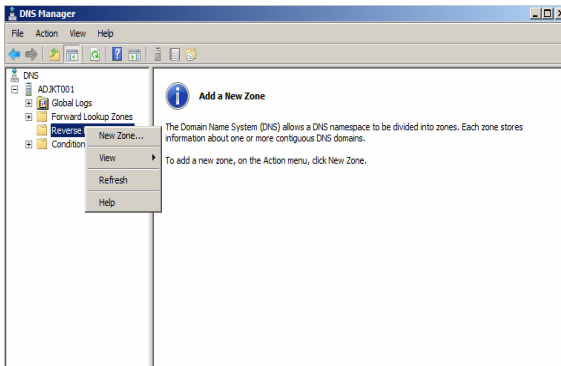 DNS Manager
File Action View Help
DNS
ADJKT001
Global Logs
Forward Lookup Zones
Reverse
Condition
New Zone...
View
Refresh
Help
Add a New Zone
The Domain Name System (DNS) allows a DNS namespace to be divided into zones. Each zone stores
information about one or more contiguous DNS domains.
To add a new zone, on the Action menu, click New Zone.